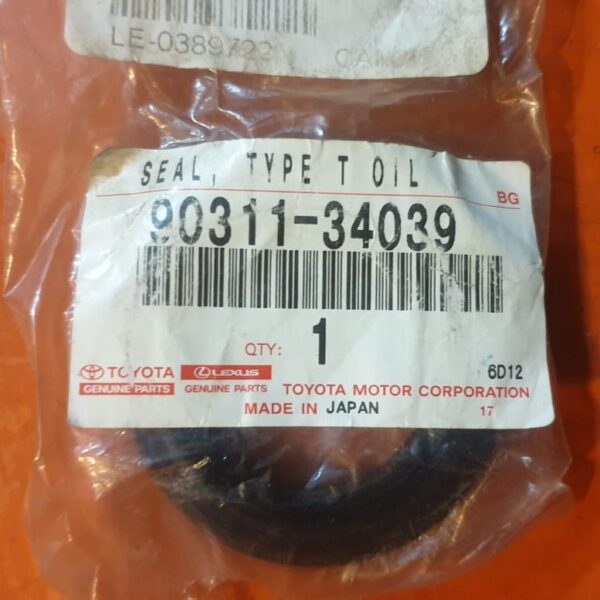 LE-0389722
SEAL, TYPE T OIL
BG
90311-34039
QTY: 1
TOYOTA LEXUS 6D12
GENUINE PARTS GENUINE PARTS TOYOTA MOTOR CORPORATION
MADE IN JAPAN 17